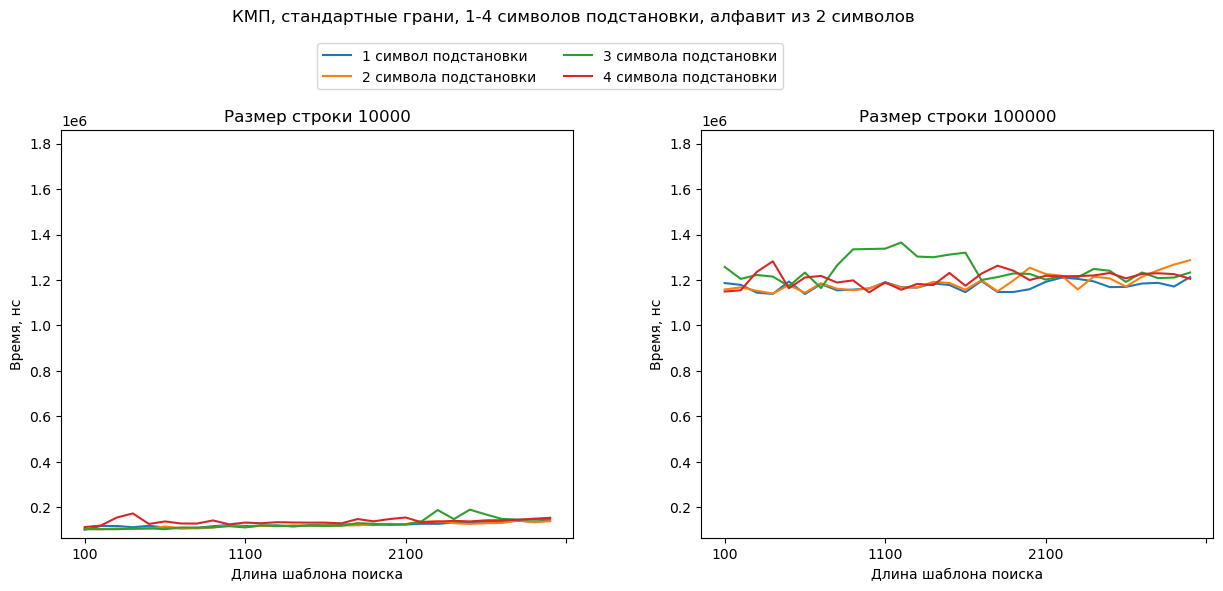 КМП, стандартные грани, 1-4 символов подстановки, алфавит из 2 символов
1 символ подстановки
2 символа подстановки
3 символа подстановки
4 символа подстановки
Размер строки 10000
1e6
1.8
1.6
1.4
1.2
1.0
0.8
0.6
0.4
0.2
Время, нс
100 1100 2100
Длина шаблона поиска
Размер строки 100000
1e6
1.8
1.6
1.4
1.2
1.0
0.8
0.6
0.4
0.2
Время, нс
100 1100 2100
Длина шаблона поиска